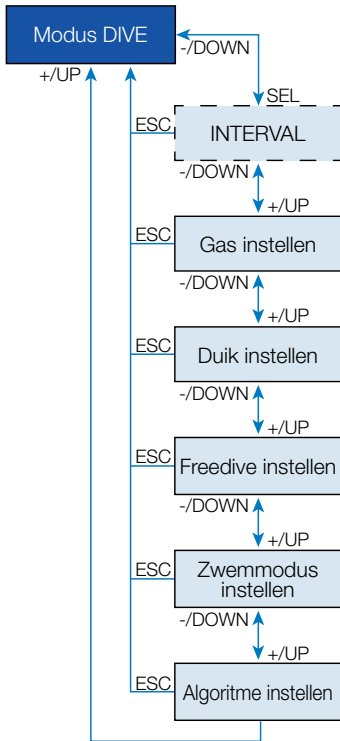 Modus DIVE
-/DOWN
+/UP
SEL
ESC
INTERVAL
-/DOWN
+/UP
ESC
Gas instellen
-/DOWN
+/UP
ESC
Duik instellen
-/DOWN
+/UP
ESC
Freedive instellen
-/DOWN
+/UP
ESC
Zwemmodus
instellen
-/DOWN
+/UP
ESC
Algoritme instellen